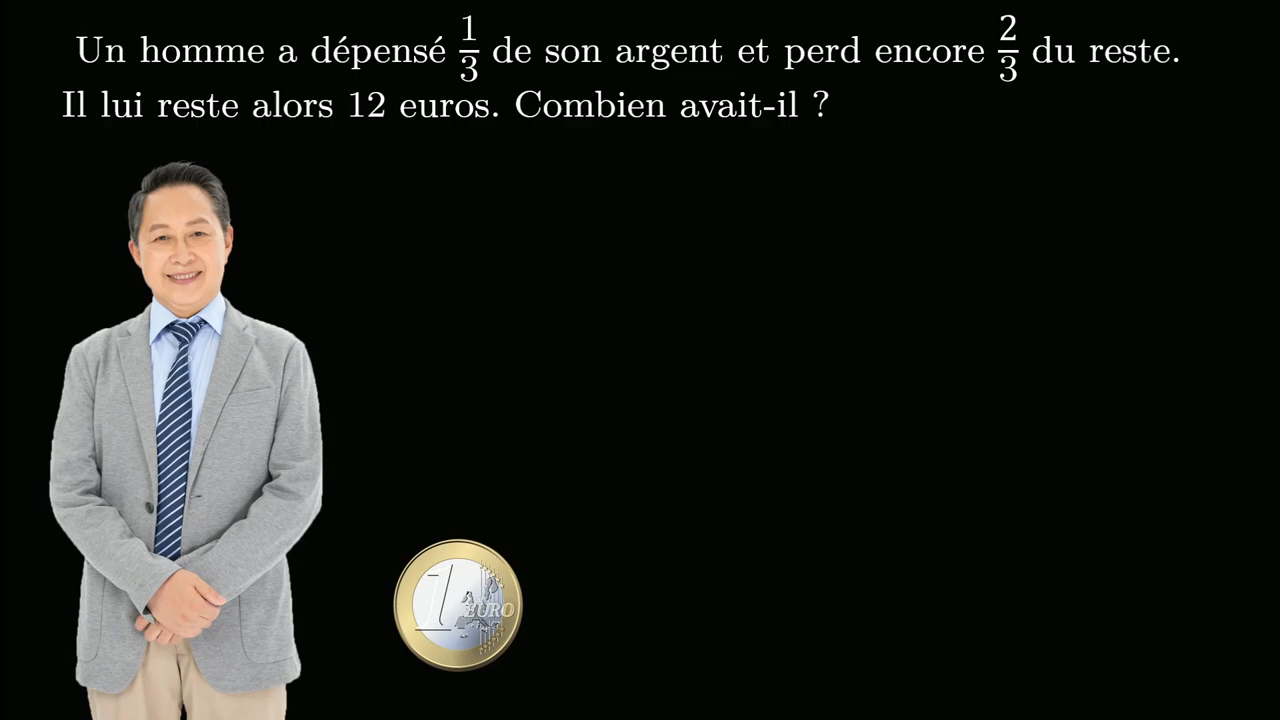 Un homme a dépensé 1/3 de son argent et perd encore 2/3 du reste.
Il lui reste alors 12 euros. Combien avait-il ?
1
EURO